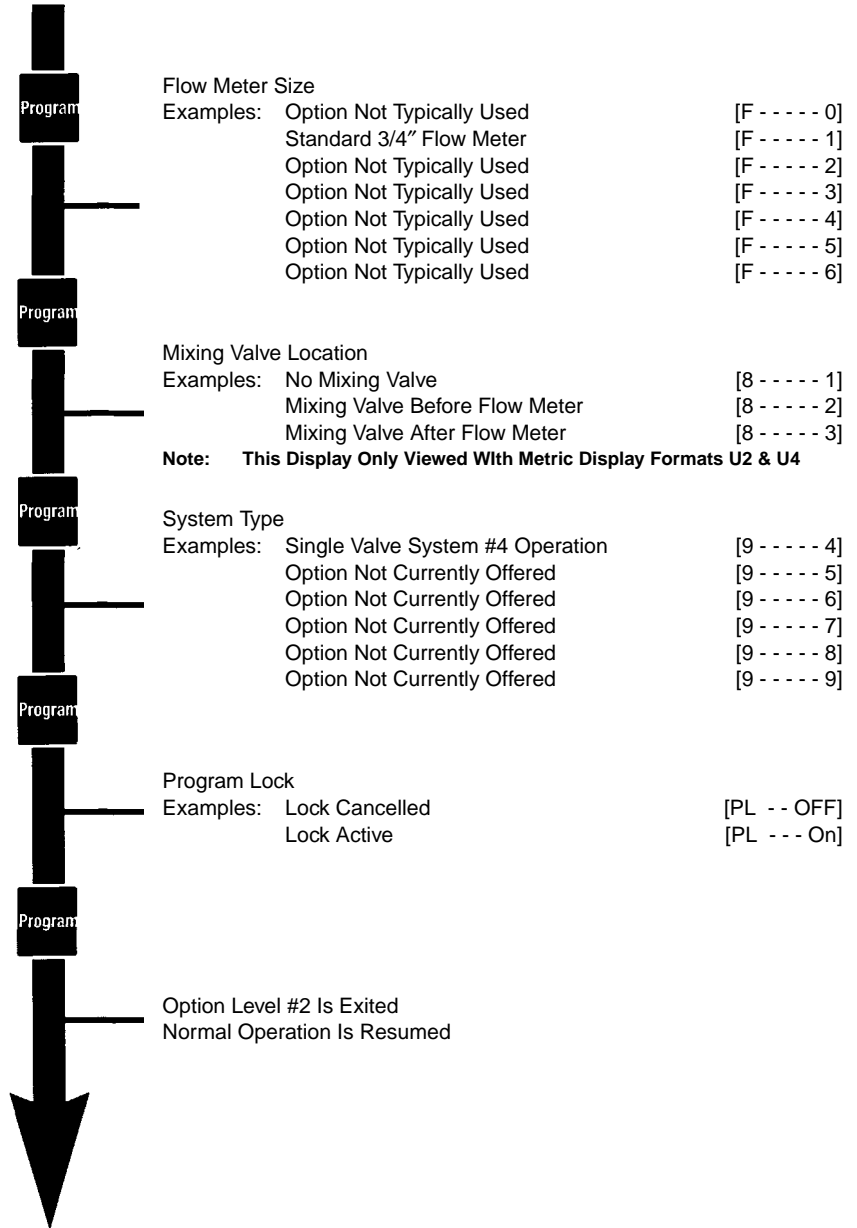 Program
Flow Meter Size
Examples: Option Not Typically Used [F - - - - - 0]
Standard 3/4″ Flow Meter [F - - - - - 1]
Option Not Typically Used [F - - - - - 2]
Option Not Typically Used [F - - - - - 3]
Option Not Typically Used [F - - - - - 4]
Option Not Typically Used [F - - - - - 5]
Option Not Typically Used [F - - - - - 6]
Program
Mixing Valve Location
Examples: No Mixing Valve [8 - - - - - 1]
Mixing Valve Before Flow Meter [8 - - - - - 2]
Mixing Valve After Flow Meter [8 - - - - - 3]
Note: This Display Only Viewed WIth Metric Display Formats U2 & U4
Program
System Type
Examples: Single Valve System #4 Operation [9 - - - - - 4]
Option Not Currently Offered [9 - - - - - 5]
Option Not Currently Offered [9 - - - - - 6]
Option Not Currently Offered [9 - - - - - 7]
Option Not Currently Offered [9 - - - - - 8]
Option Not Currently Offered [9 - - - - - 9]
Program
Program Lock
Examples: Lock Cancelled [PL - - OFF]
Lock Active [PL - - - On]
Program
Option Level #2 Is Exited
Normal Operation Is Resumed